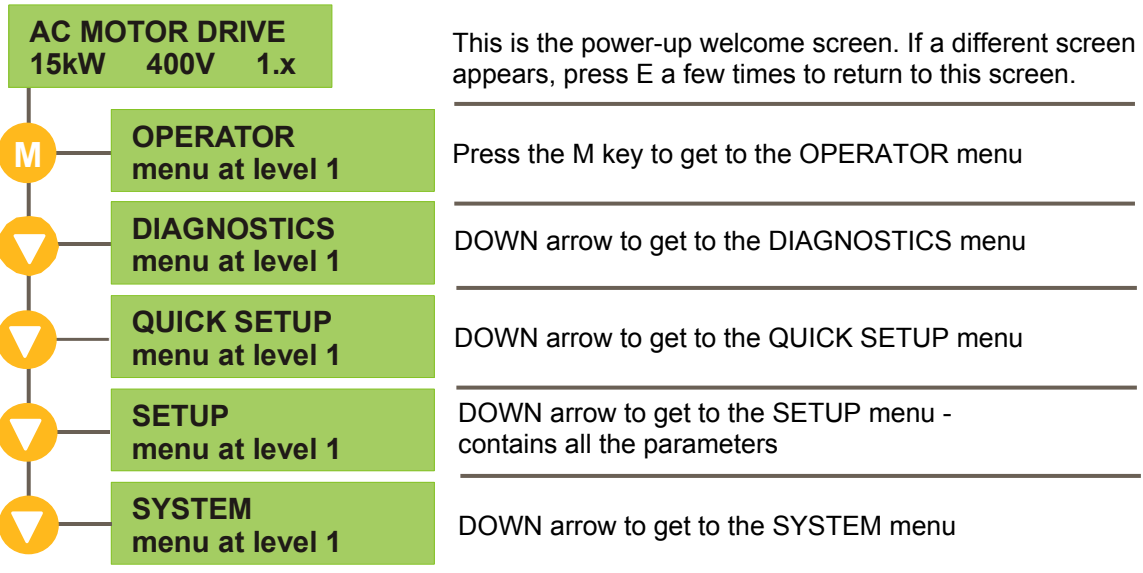 AC MOTOR DRIVE
15kW 400V 1.x
This is the power-up welcome screen. If a different screen
appears, press E a few times to return to this screen.
M
OPERATOR
menu at level 1
Press the M key to get to the OPERATOR menu
DIAGNOSTICS
menu at level 1
DOWN arrow to get to the DIAGNOSTICS menu
QUICK SETUP
menu at level 1
DOWN arrow to get to the QUICK SETUP menu
SETUP
menu at level 1
DOWN arrow to get to the SETUP menu -
contains all the parameters
SYSTEM
menu at level 1
DOWN arrow to get to the SYSTEM menu